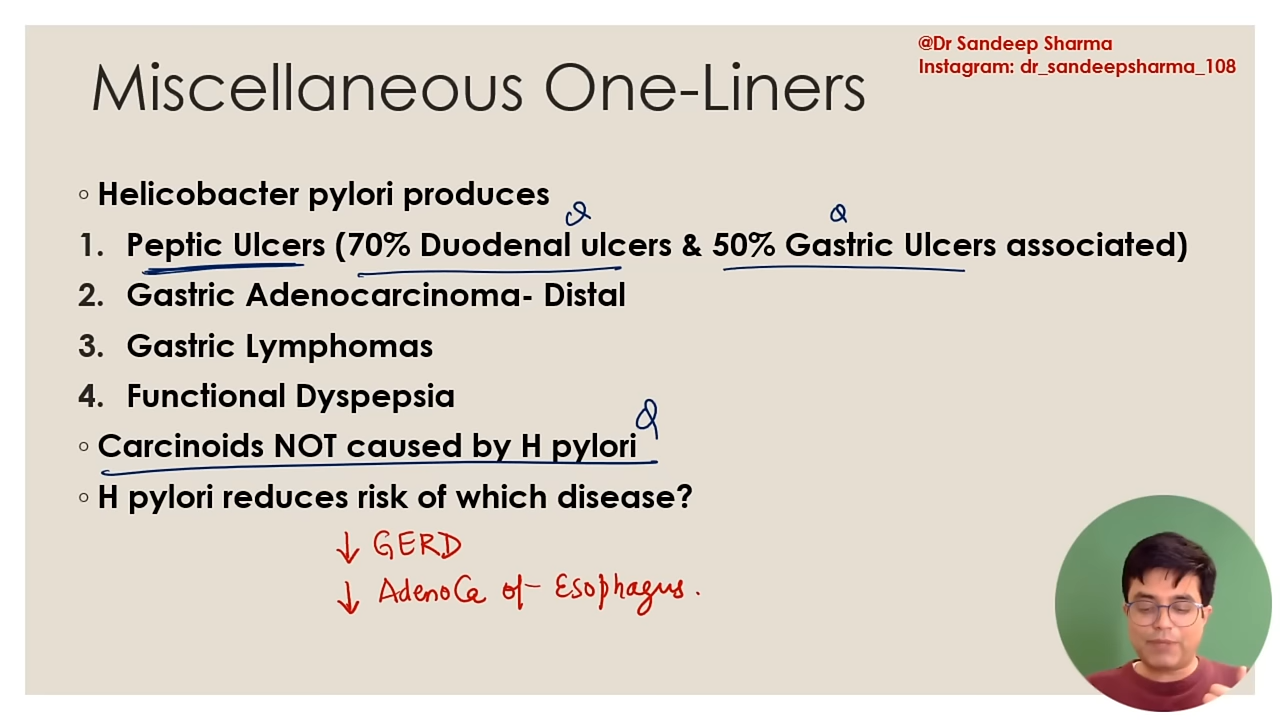 @Dr Sandeep Sharma
Instagram: dr_sandeepsharma_108
Miscellaneous One-Liners
◦ Helicobacter pylori produces
1. Peptic Ulcers (70% Duodenal ulcers & 50% Gastric Ulcers associated)
2. Gastric Adenocarcinoma- Distal
3. Gastric Lymphomas
4. Functional Dyspepsia
◦ Carcinoids NOT caused by H pylori
◦ H pylori reduces risk of which disease?
↓ GERD
↓ AdenoCa of Esophagus.